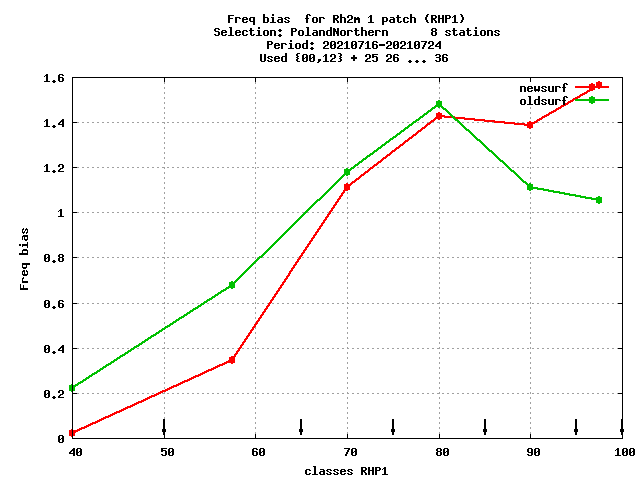 Freq bias  for Rh2m 1 patch (RHP1)
Selection: PolandNorthern      8 stations
Period: 20210716-20210724
Used {00,12} + 25 26 ... 36
newsurf
oldsurf
1.6
1.4
1.2
1
0.8
0.6
0.4
0.2
0
Freq bias
40 50 60 70 80 90 100
classes RHP1